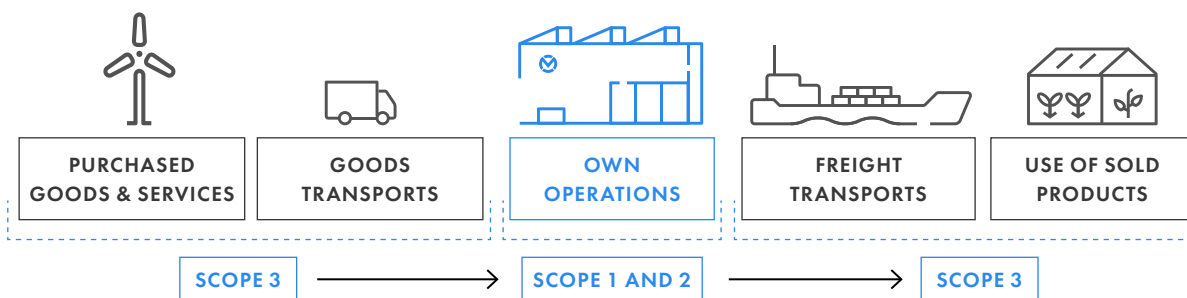 PURCHASED
GOODS & SERVICES
GOODS
TRANSPORTS
OWN
OPERATIONS
FREIGHT
TRANSPORTS
USE OF SOLD
PRODUCTS
SCOPE 3
SCOPE 1 AND 2
SCOPE 3